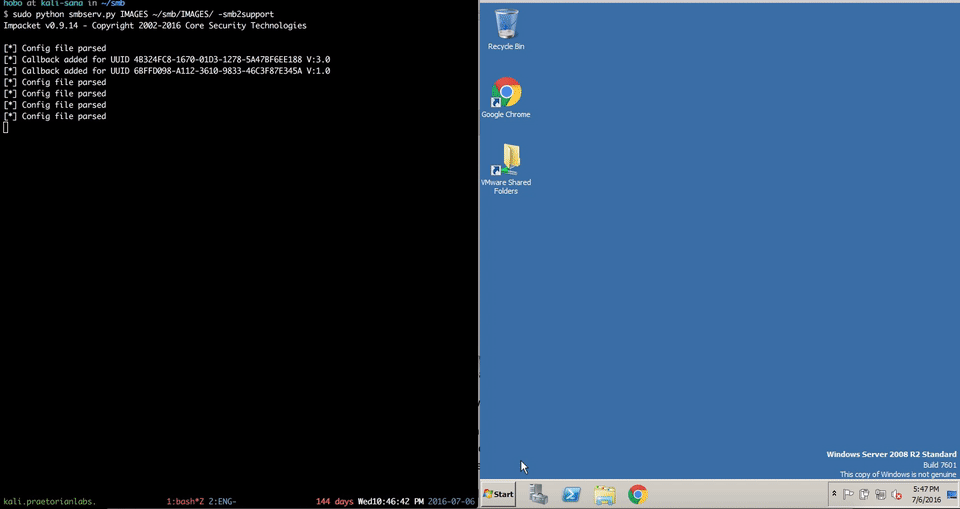 hobo at kali-sana in ~/smb
$ sudo python smbserv.py IMAGES ~/smb/IMAGES/ -smb2support
Impacket v0.9.14 - Copyright 2002-2016 Core Security Technologies
[*] Config file parsed
[*] Callback added for UUID 4B324FC8-1670-01D3-1278-5A47BF6EE188 V:3.0
[*] Callback added for UUID 6BFFD098-A112-3610-9833-46C3F87E345A V:1.0
[*] Config file parsed
[*] Config file parsed
[*] Config file parsed
[*] Config file parsed
kali.praetorianlabs. 1:bash*Z 2:ENG- 144 days Wed10:46:42 PM 2016-07-06
Recycle Bin
Google Chrome
VMware Shared
Folders
Windows Server 2008 R2 Standard
Build 7601
This copy of Windows is not genuine
Start
5:47 PM
7/6/2016